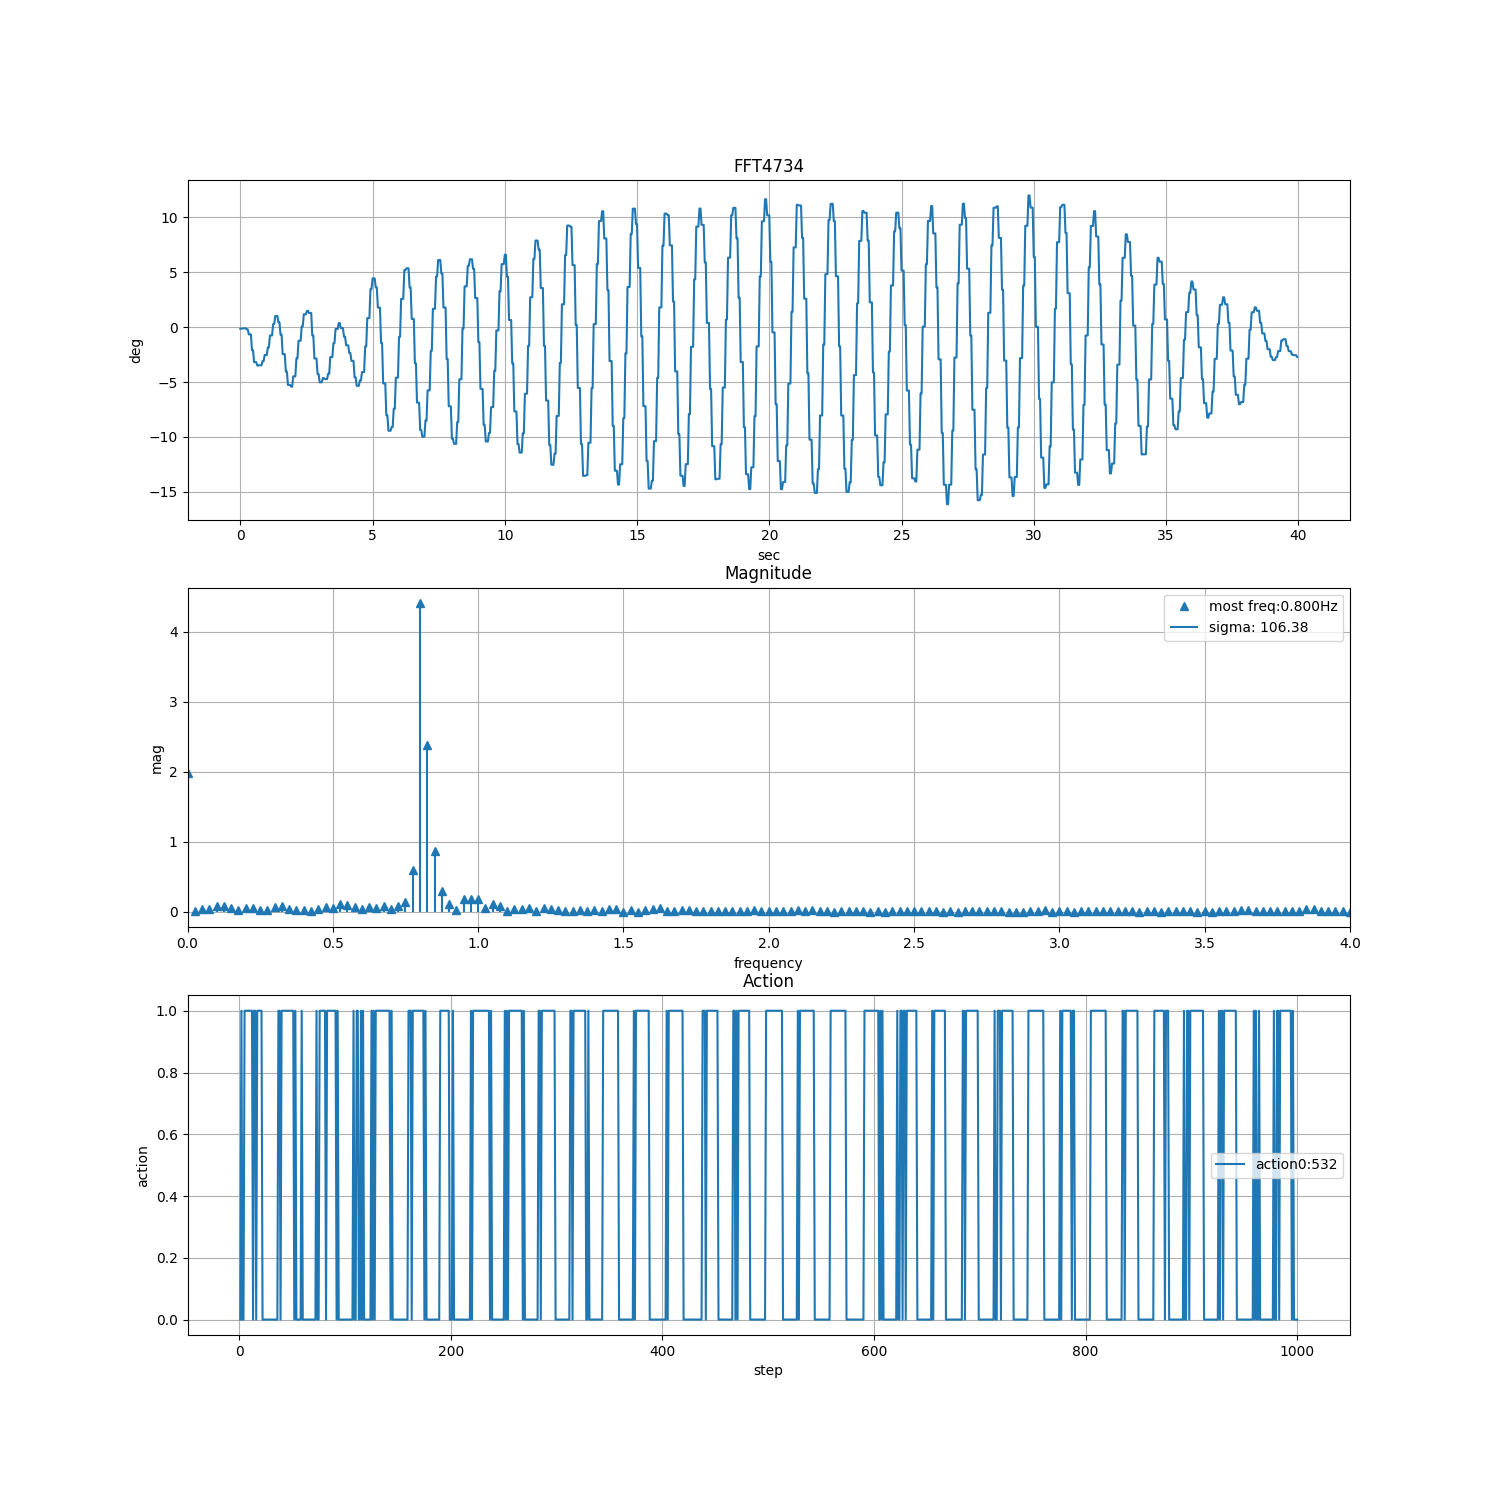 FFT4734
10
5
0
−5
−10
−15
deg
0 5 10 15 20 25 30 35 40
sec
Magnitude
most freq:0.800Hz
sigma: 106.38
4
3
2
1
0
mag
0.0 0.5 1.0 1.5 2.0 2.5 3.0 3.5 4.0
frequency
Action
1.0
0.8
0.6
0.4
0.2
0.0
action
action0:532
0 200 400 600 800 1000
step